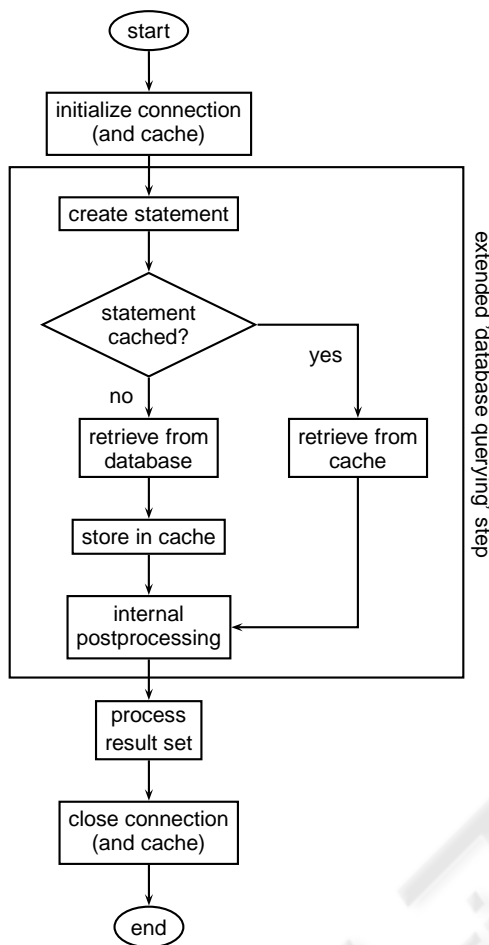 start
initialize connection
(and cache)
create statement
statement
cached?
yes
no
retrieve from
database
retrieve from
cache
store in cache
internal
postprocessing
extended 'database querying' step
process
result set
close connection
(and cache)
end